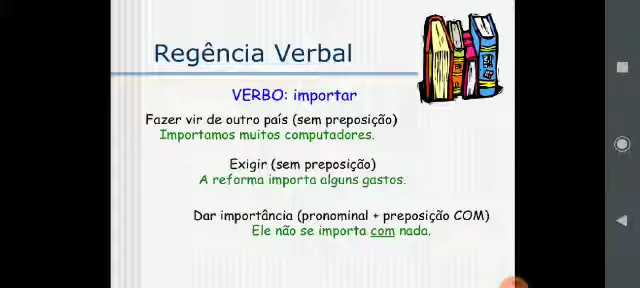 Regência Verbal
VERBO: importar
Fazer vir de outro país (sem preposição)
Importamos muitos computadores.
Exigir (sem preposição)
A reforma importa alguns gastos.
Dar importância (pronominal + preposição COM)
Ele não se importa com nada.